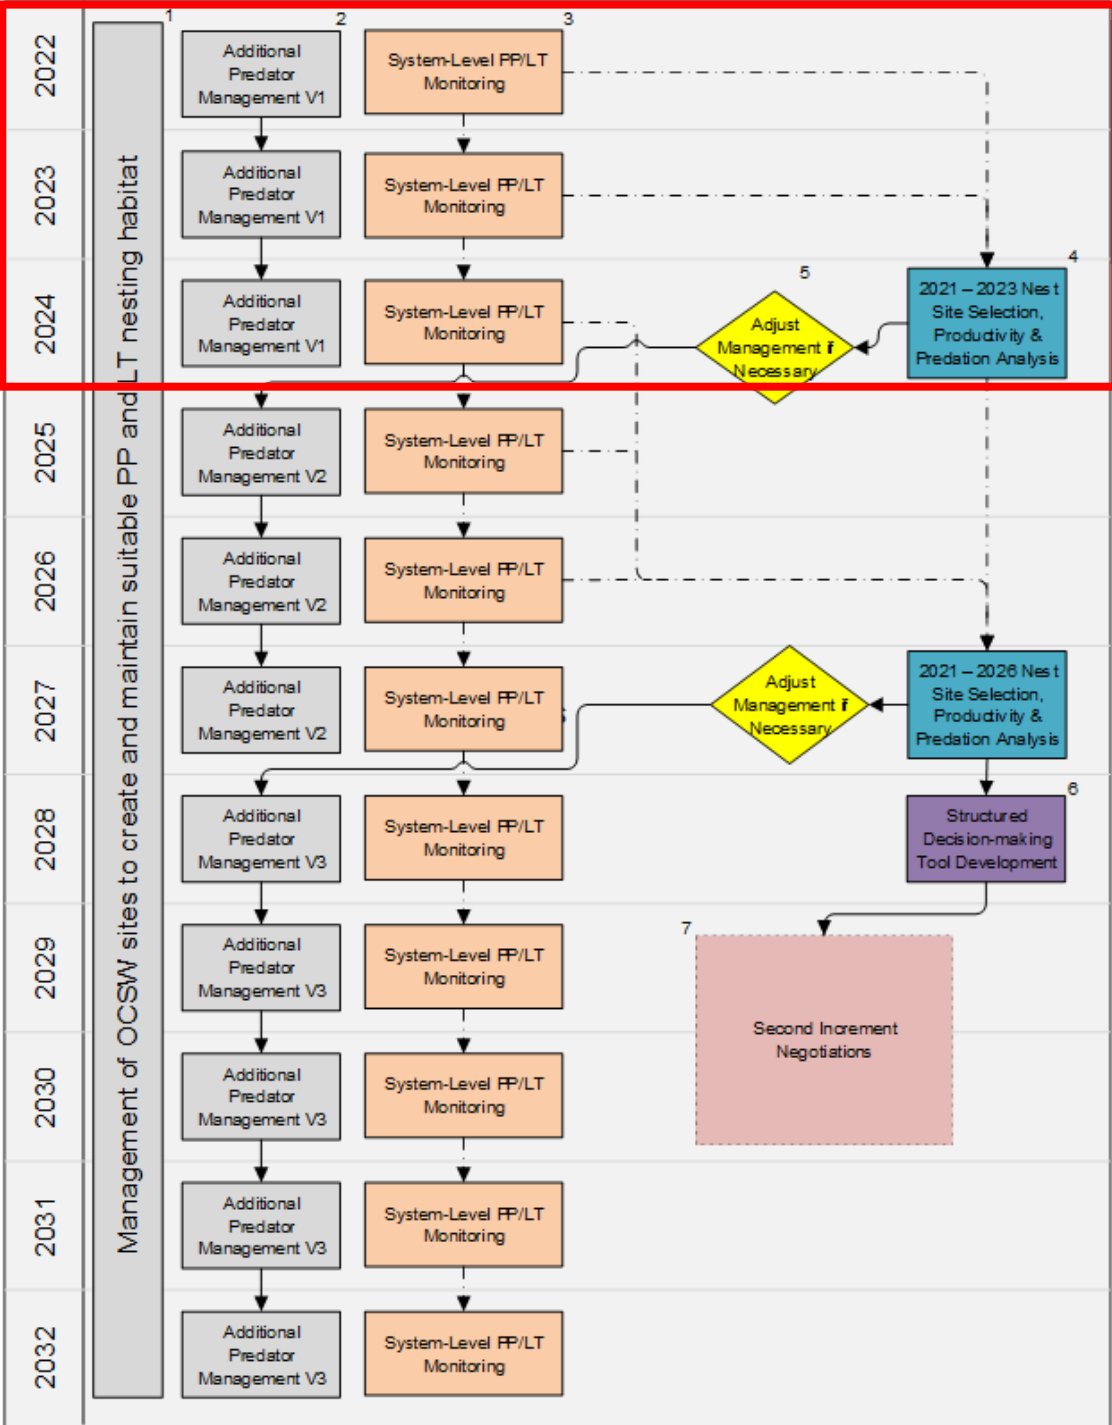 1
2
3
2022
Additional
Predator
Management V1
System-Level PP/LT
Monitoring
2023
Additional
Predator
Management V1
System-Level PP/LT
Monitoring
2024
Additional
Predator
Management V1
System-Level PP/LT
Monitoring
5
Adjust
Management if
Necessary
4
2021 – 2023 Nest
Site Selection,
Productivity &
Predation Analysis
Management of OCSW sites to create and maintain suitable PP and LT nesting habitat
2025
Additional
Predator
Management V2
System-Level PP/LT
Monitoring
2026
Additional
Predator
Management V2
System-Level PP/LT
Monitoring
2027
Additional
Predator
Management V2
System-Level PP/LT
Monitoring
Adjust
Management if
Necessary
2021 – 2026 Nest
Site Selection,
Productivity &
Predation Analysis
2028
Additional
Predator
Management V3
System-Level PP/LT
Monitoring
6
Structured
Decision-making
Tool Development
2029
Additional
Predator
Management V3
System-Level PP/LT
Monitoring
7
Second Increment
Negotiations
2030
Additional
Predator
Management V3
System-Level PP/LT
Monitoring
2031
Additional
Predator
Management V3
System-Level PP/LT
Monitoring
2032
Additional
Predator
Management V3
System-Level PP/LT
Monitoring